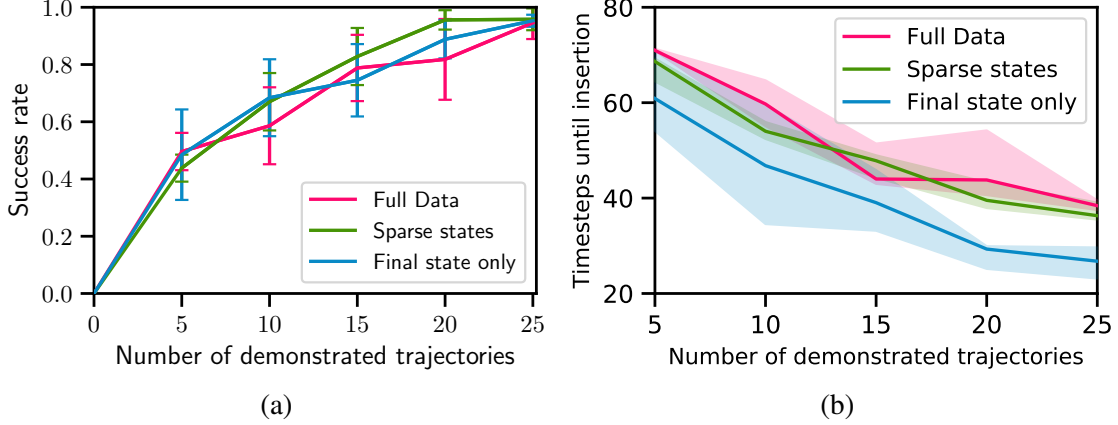 1.0
0.8
0.6
0.4
0.2
0.0
0
5
10
15
20
25
Success rate
Number of demonstrated trajectories
Full Data
Sparse states
Final state only
(a)
80
60
40
20
5
10
15
20
25
Timesteps until insertion
Number of demonstrated trajectories
Full Data
Sparse states
Final state only
(b)